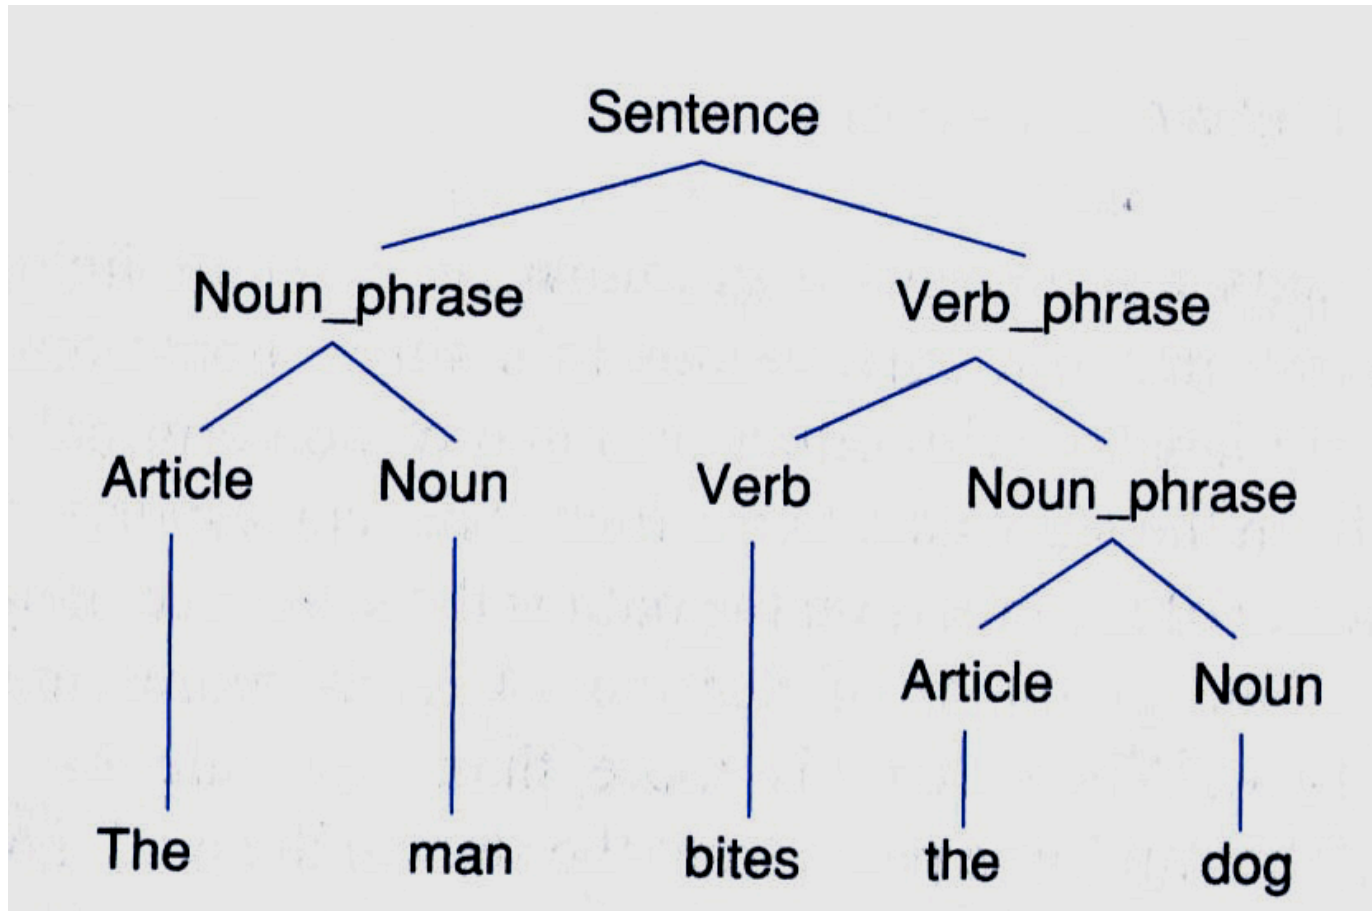 Sentence
Noun_phrase Verb_phrase
Article Noun Verb Noun_phrase
Article Noun
The man bites the dog